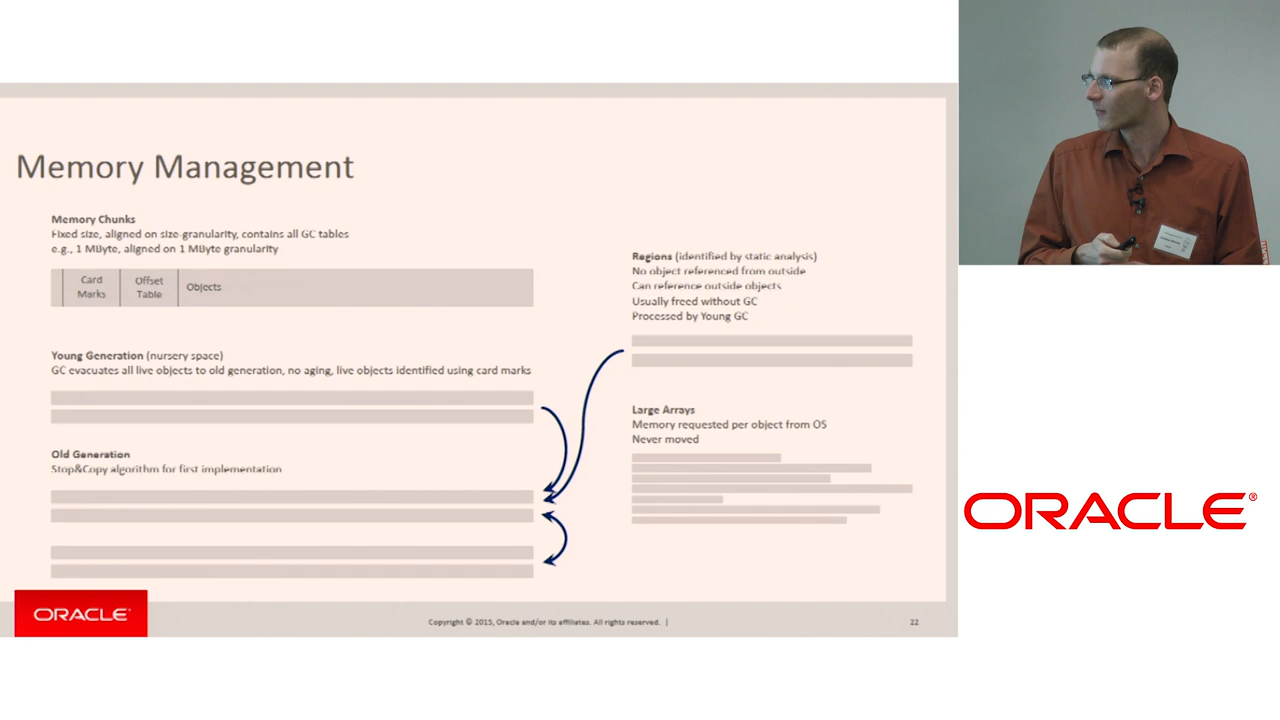 Memory Management
Memory Chunks
Fixed size, aligned on size-granularity, contains all GC tables
e.g., 1 MByte, aligned on 1 MByte granularity
Card
Marks
Offset
Table
Objects
Young Generation (nursery space)
GC evacuates all live objects to old generation, no aging, live objects identified using card marks
Old Generation
Stop&Copy algorithm for first implementation
Regions (identified by static analysis)
No object referenced from outside
Can reference outside objects
Usually freed without GC
Processed by Young GC
Large Arrays
Memory requested per object from OS
Never moved
ORACLE®
Copyright © 2015, Oracle and/or its affiliates. All rights reserved. |
22
ORACLE®